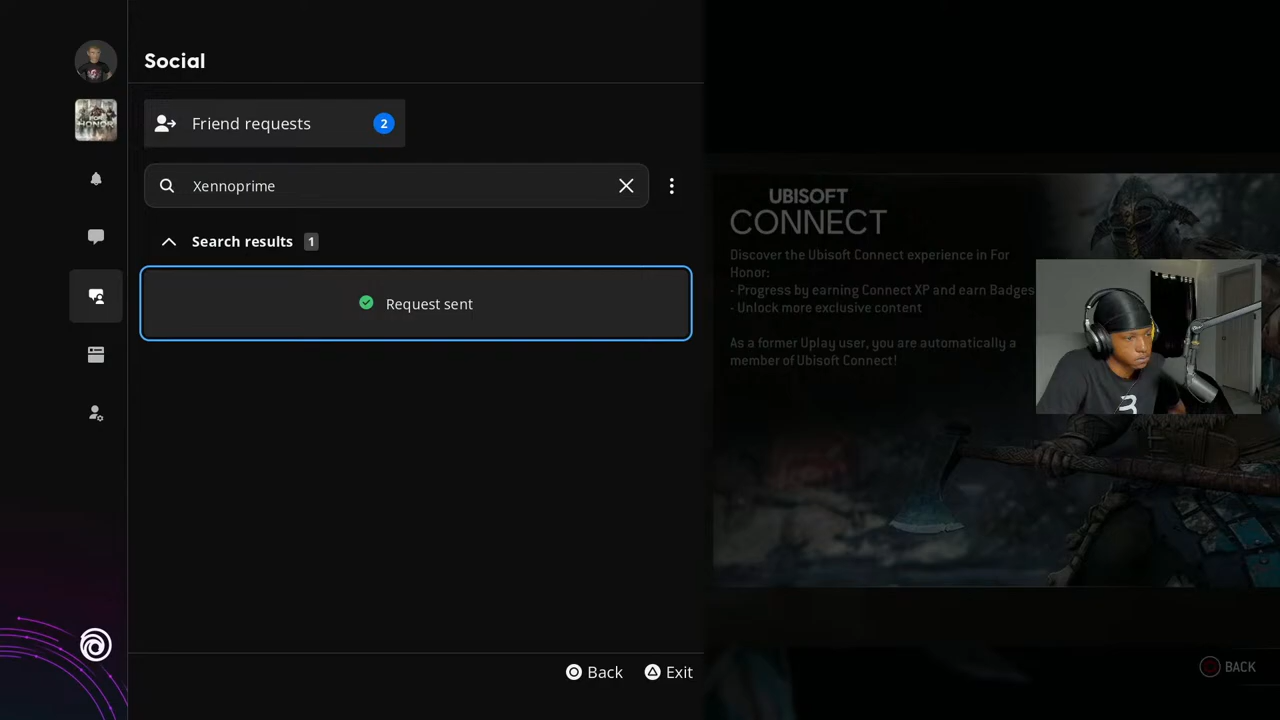 Social
Friend requests 2
Xennoprime
Search results 1
Request sent
Back Exit
UBISOFT
CONNECT
Discover the Ubisoft Connect experience in For
Honor:
- Progress by earning Connect XP and earn Badges
- Unlock more exclusive content
As a former Uplay user, you are automatically a
member of Ubisoft Connect!
BACK